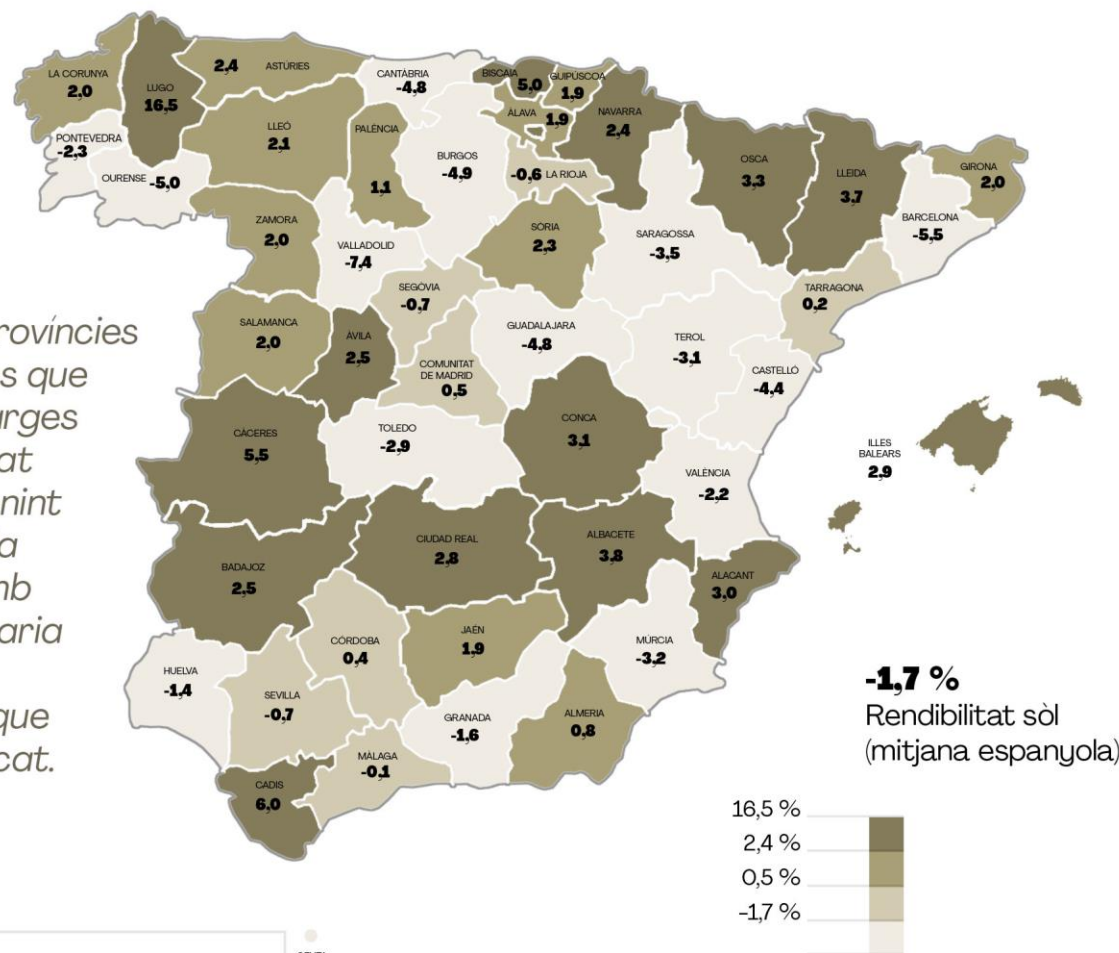 LA CORUNYA
2,0
LUGO
16,5
2,4 ASTÚRIES
CANTÀBRIA
-4,8
BISCAIA
5,0
GUIPÚSCOA
1,9
ÀLAVA
1,9
NAVARRA
2,4
PONTEVEDRA
-2,3
OURENSE -5,0
LLEÓ
2,1
PALÈNCIA
1,1
BURGOS
-4,9
-0,6 LA RIOJA
OSCA
3,3
LLEIDA
3,7
GIRONA
2,0
BARCELONA
-5,5
ZAMORA
2,0
VALLADOLID
-7,4
SÒRIA
2,3
SARAGOSSA
-3,5
TARRAGONA
0,2
SEGÒVIA
-0,7
SALAMANCA
2,0
ÀVILA
2,5
GUADALAJARA
-4,8
TEROL
-3,1
COMUNITAT
DE MADRID
0,5
CASTELLÓ
-4,4
CÀCERES
5,5
TOLEDO
-2,9
CONCA
3,1
VALÈNCIA
-2,2
ILLES
BALEARS
2,9
BADAJOZ
2,5
CIUDAD REAL
2,8
ALBACETE
3,8
ALACANT
3,0
HUELVA
-1,4
SEVILLA
-0,7
CÒRDOBA
0,4
JAÉN
1,9
MÚRCIA
-3,2
GRANADA
-1,6
ALMERIA
0,8
MÀLAGA
-0,1
CADIS
6,0
províncies
s que
arges
at
nint
a
mb
aria
que
cat.
-1,7 %
Rendibilitat sòl
(mitjana espanyola)
16,5 %
2,4 %
0,5 %
-1,7 %